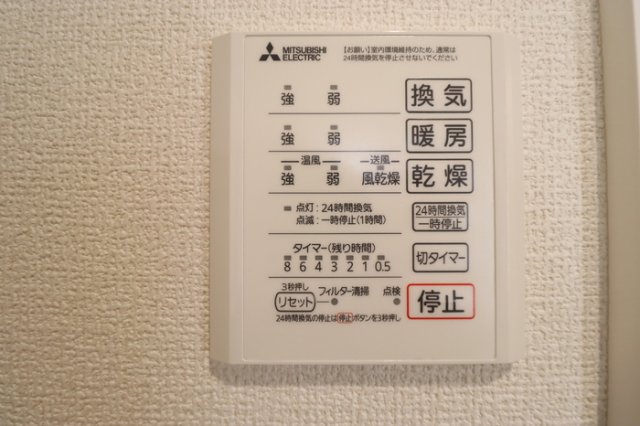 MITSUBISHI
ELECTRIC
【お願い】室内環境維持のため、通常は
24時間換気を停止させないでください
強 弱 換気
強 弱 暖房
温風 送風
強 弱 風乾燥 乾燥
点灯:24時間換気
点滅:一時停止(1時間)
24時間換気
一時停止
タイマー(残り時間)
8 6 4 3 2 1 0.5
切タイマー
3秒押し
リセット フィルター清掃 点検
停止
24時間換気の停止は停止ボタンを3秒押し